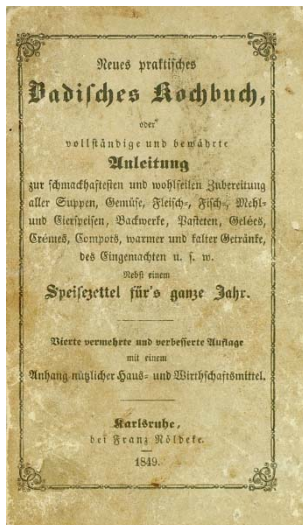 Neues praktisches
Badisches Kochbuch,
oder
vollständige und bewährte
Anleitung
zur schmackhaftesten und wohlfeilen Zubereitung
aller Suppen, Gemüse, Fleisch-, Fisch-, Mehl-
und Eierspeisen, Backwerke, Pasteten, Gelées,
Crémes, Compots, warmer und kalter Getränke,
des Eingemachten u. s. w.
Nebst einem
Speisezettel für's ganze Jahr.
Vierte vermehrte und verbesserte Auflage
mit einem
Anhang nützlicher Haus- und Wirthschaftsmittel.
Karlsruhe,
bei Franz Nöldeke.
1849.